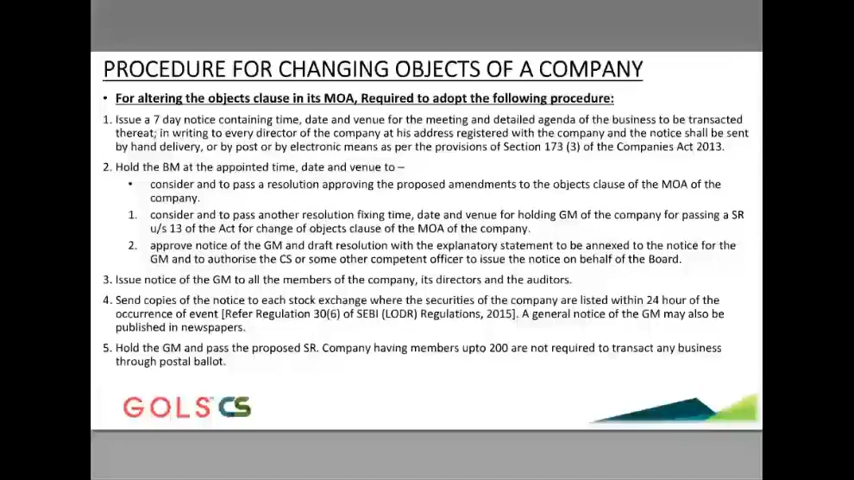 PROCEDURE FOR CHANGING OBJECTS OF A COMPANY
• For altering the objects clause in its MOA, Required to adopt the following procedure:
1. Issue a 7 day notice containing time, date and venue for the meeting and detailed agenda of the business to be transacted
thereat; in writing to every director of the company at his address registered with the company and the notice shall be sent
by hand delivery, or by post or by electronic means as per the provisions of Section 173 (3) of the Companies Act 2013.
2. Hold the BM at the appointed time, date and venue to –
• consider and to pass a resolution approving the proposed amendments to the objects clause of the MOA of the
company.
1. consider and to pass another resolution fixing time, date and venue for holding GM of the company for passing a SR
u/s 13 of the Act for change of objects clause of the MOA of the company.
2. approve notice of the GM and draft resolution with the explanatory statement to be annexed to the notice for the
GM and to authorise the CS or some other competent officer to issue the notice on behalf of the Board.
3. Issue notice of the GM to all the members of the company, its directors and the auditors.
4. Send copies of the notice to each stock exchange where the securities of the company are listed within 24 hour of the
occurrence of event [Refer Regulation 30(6) of SEBI (LODR) Regulations, 2015]. A general notice of the GM may also be
published in newspapers.
5. Hold the GM and pass the proposed SR. Company having members upto 200 are not required to transact any business
through postal ballot.
GOLS CS